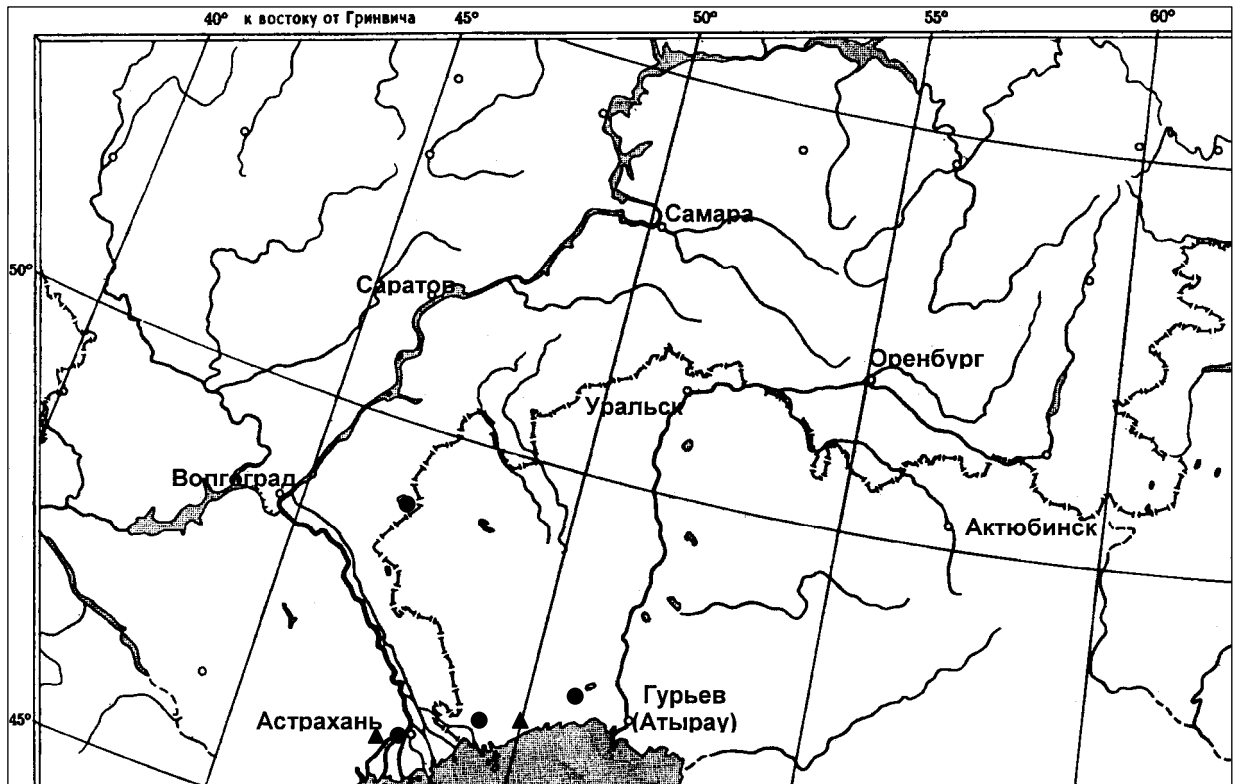 40° к востоку от Гринвича 45° 50° 55° 60°
Самара
50°
Саратов
Оренбург
Уральск
Волгоград
Актюбинск
Гурьев
(Атырау)
45°
Астрахань